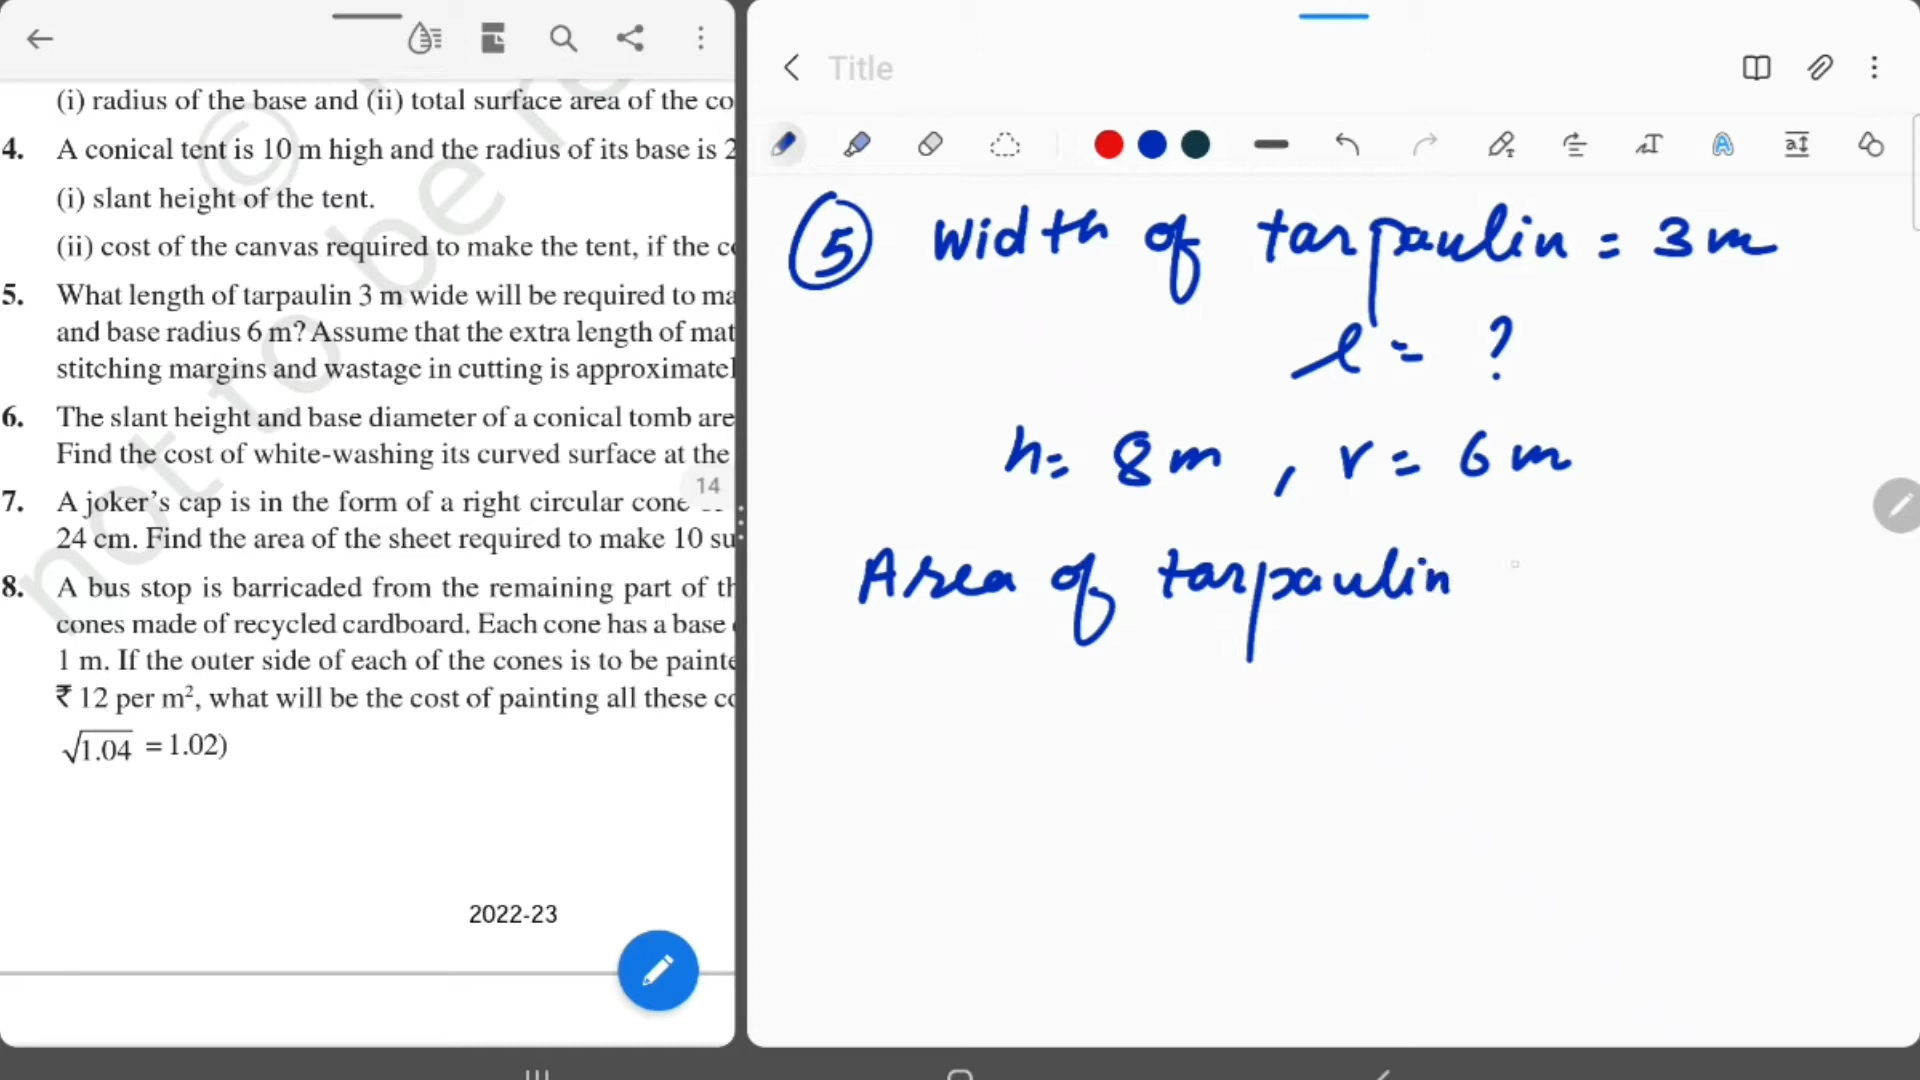 (i) radius of the base and (ii) total surface area of the co
4. A conical tent is 10 m high and the radius of its base is 2
(i) slant height of the tent.
(ii) cost of the canvas required to make the tent, if the co
5. What length of tarpaulin 3 m wide will be required to ma
and base radius 6 m? Assume that the extra length of mat
stitching margins and wastage in cutting is approximatel
6. The slant height and base diameter of a conical tomb are
Find the cost of white-washing its curved surface at the
14
7. A joker's cap is in the form of a right circular cone
24 cm. Find the area of the sheet required to make 10 su
8. A bus stop is barricaded from the remaining part of th
cones made of recycled cardboard. Each cone has a base
1 m. If the outer side of each of the cones is to be painte
₹ 12 per m², what will be the cost of painting all these co
√1.04 = 1.02)
2022-23
© not to be re
Title
5 Width of tarpaulin = 3m
l = ?
h = 8m , r = 6m
Area of tarpaulin